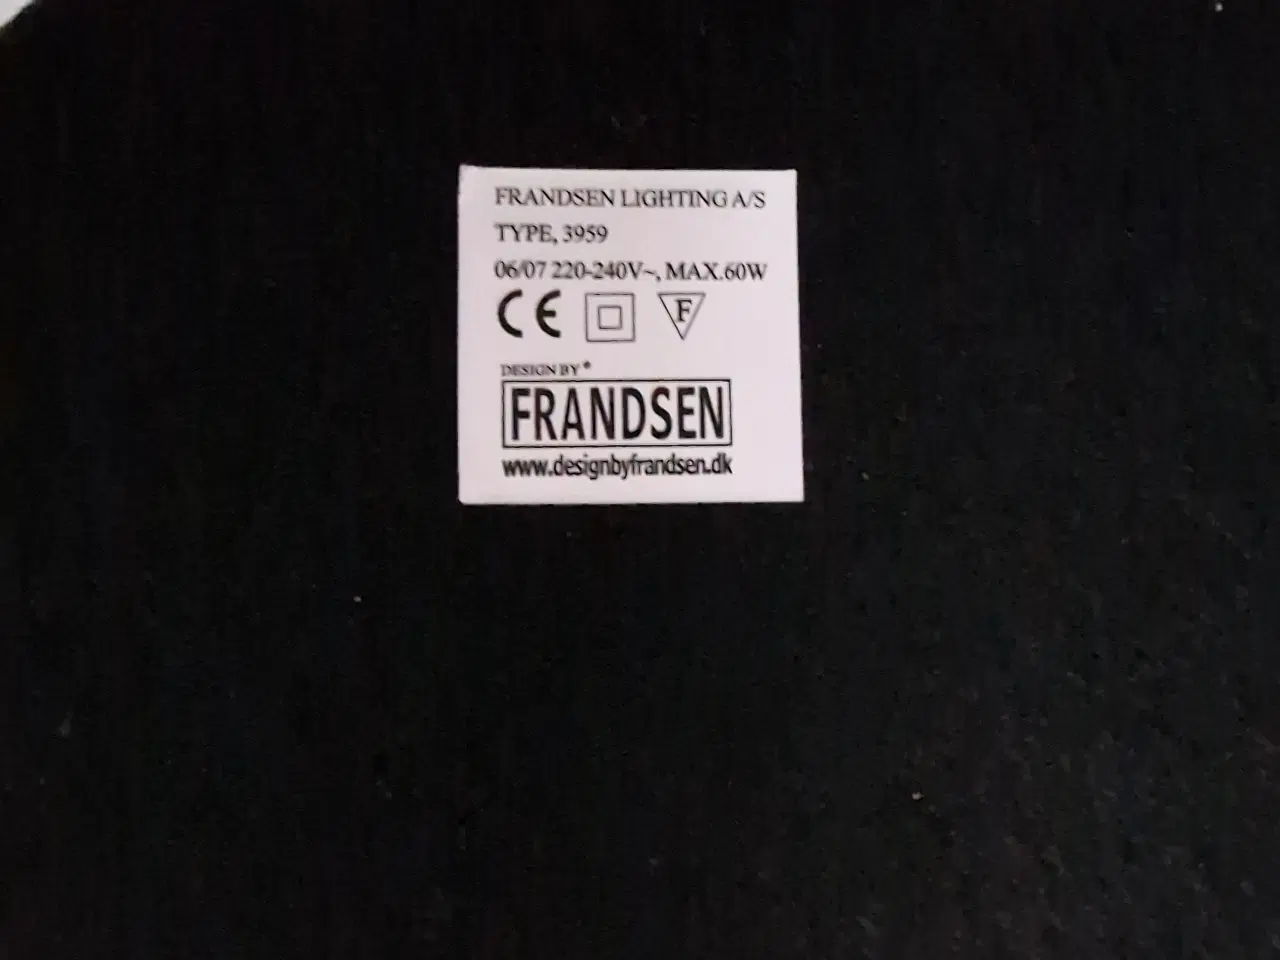 FRANDSEN LIGHTING A/S
TYPE, 3959
06/07 220-240V~, MAX.60W
CE F
DESIGN BY *
FRANDSEN
www.designbyfrandsen.dk